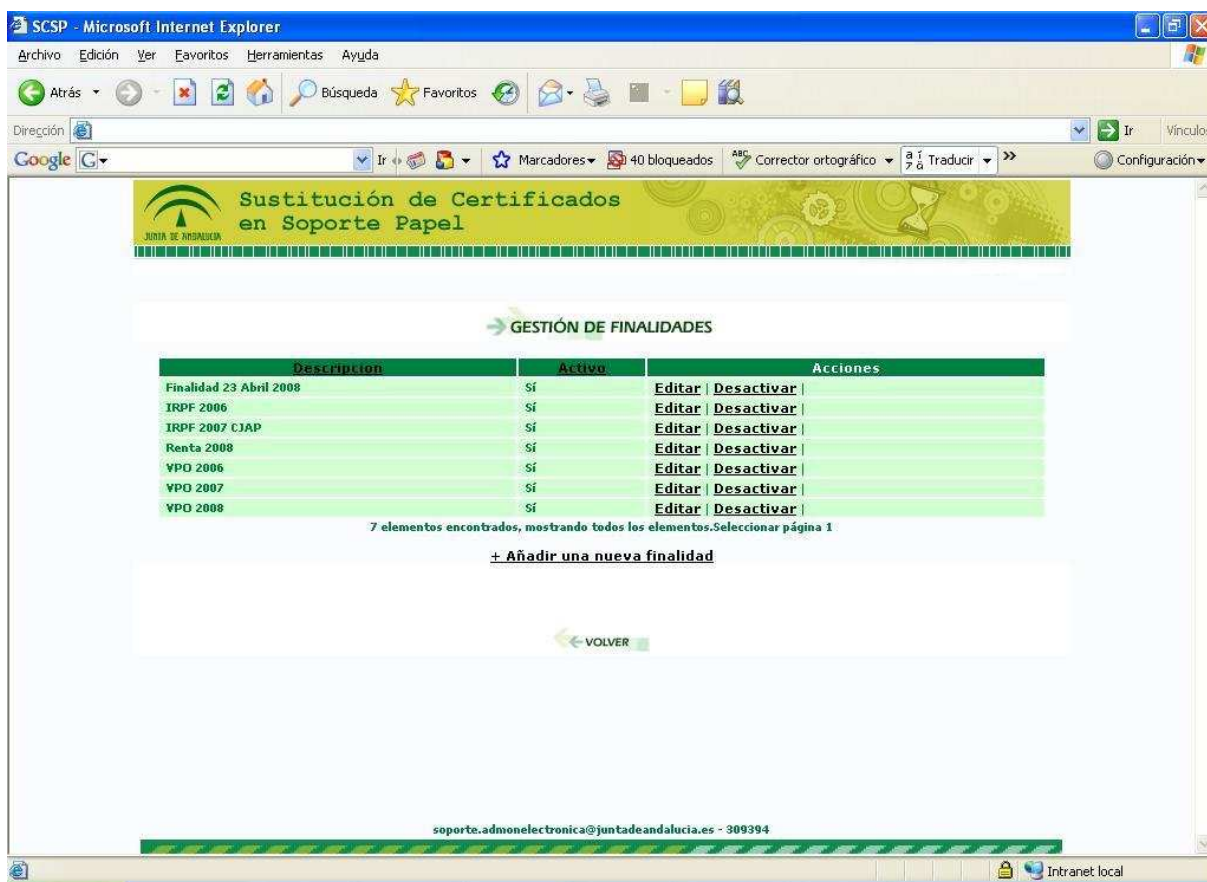 SCSP - Microsoft Internet Explorer
Archivo Edición Ver Favoritos Herramientas Ayuda
Atrás Búsqueda Favoritos
Dirección Ir Vínculo
Google G Ir Marcadores 40 bloqueados ABC Corrector ortográfico Traducir » Configuración
JUNTA DE ANDALUCIA
Sustitución de Certificados
en Soporte Papel
GESTIÓN DE FINALIDADES
Descripcion Activo Acciones
Finalidad 23 Abril 2008 Sí Editar | Desactivar |
IRPF 2006 Sí Editar | Desactivar |
IRPF 2007 CJAP Sí Editar | Desactivar |
Renta 2008 Sí Editar | Desactivar |
VPO 2006 Sí Editar | Desactivar |
VPO 2007 Sí Editar | Desactivar |
VPO 2008 Sí Editar | Desactivar |
7 elementos encontrados, mostrando todos los elementos.Seleccionar página 1
+ Añadir una nueva finalidad
VOLVER
soporte.admonelectronica@juntadeandalucia.es - 309394
Intranet local